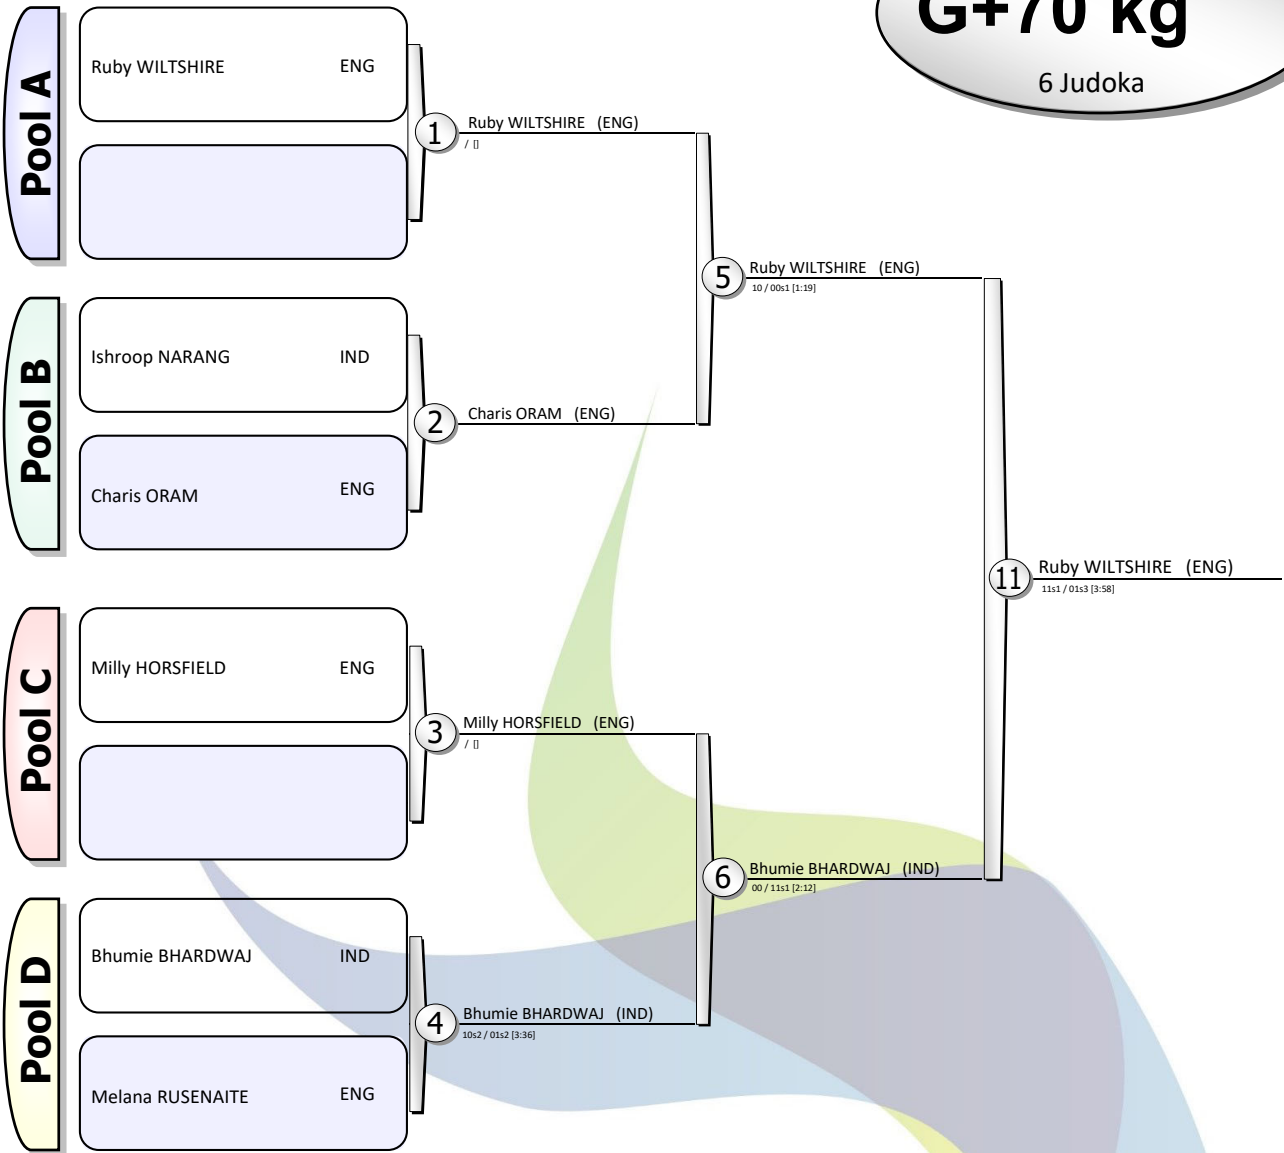 G+70 kg
6 Judoka
Pool A
Ruby WILTSHIRE ENG
1 Ruby WILTSHIRE (ENG)
/ []
5 Ruby WILTSHIRE (ENG)
10 / 00s1 [1:19]
Pool B
Ishroop NARANG IND
2 Charis ORAM (ENG)
Charis ORAM ENG
11 Ruby WILTSHIRE (ENG)
11s1 / 01s3 [3:58]
Pool C
Milly HORSFIELD ENG
3 Milly HORSFIELD (ENG)
/ []
6 Bhumie BHARDWAJ (IND)
00 / 11s1 [2:12]
Pool D
Bhumie BHARDWAJ IND
4 Bhumie BHARDWAJ (IND)
10s2 / 01s2 [3:36]
Melana RUSENAITE ENG